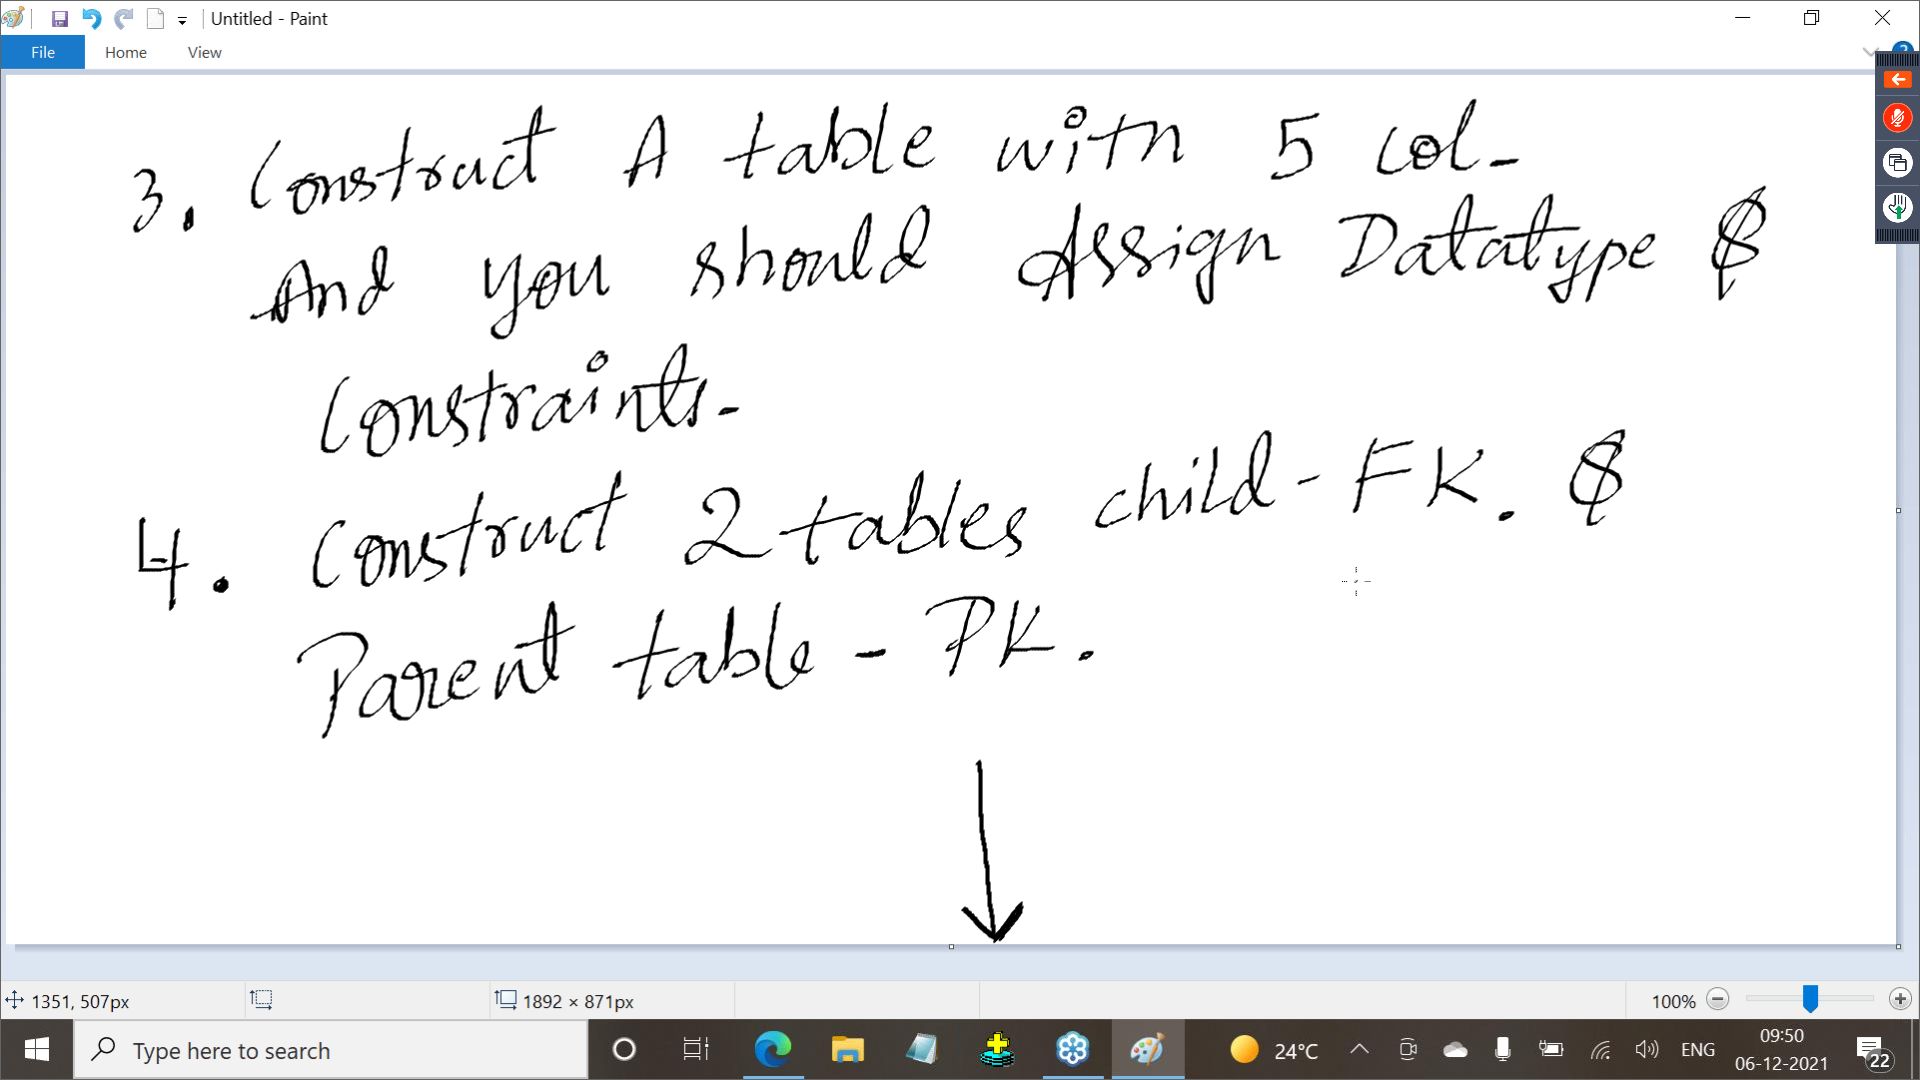 Untitled - Paint
File Home View
3. Construct A table with 5 col-
And you should Assign Datatype &
Constraints.
4. Construct 2 tables child - FK. &
Parent table - PK.
1351, 507px
1892 × 871px
100%
Type here to search
24°C
ENG
09:50
06-12-2021
22